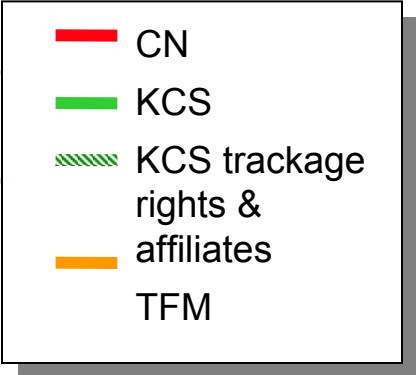 CN
KCS
KCS trackage
rights &
affiliates
TFM